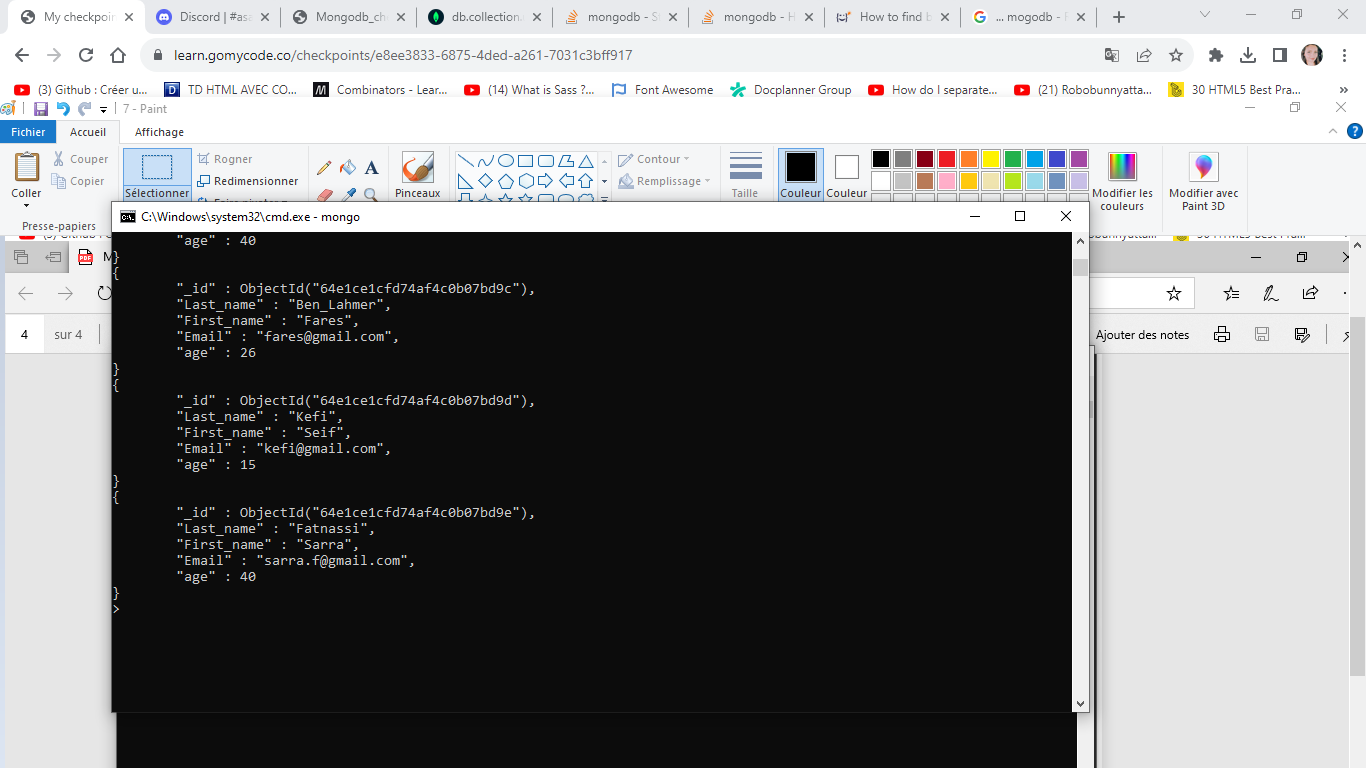 My checkpoin
Discord | #asa
Mongodb_ch
db.collection.
mongodb - S
mongodb - H
How to find b
... mogodb - F
learn.gomycode.co/checkpoints/e8ee3833-6875-4ded-a261-7031c3bff917
(3) Github : Créer u...
TD HTML AVEC CO...
Combinators - Lear...
(14) What is Sass ?...
Font Awesome
Docplanner Group
How do I separate...
(21) Robobunnyatta...
30 HTML5 Best Pra...
»
7 - Paint
Fichier
Accueil
Affichage
Coller
Couper
Copier
Presse-papiers
Sélectionner
Rogner
Redimensionner
Pinceaux
Contour
Remplissage
Taille
Couleur
Couleur
Modifier les
couleurs
Modifier avec
Paint 3D
C:\Windows\system32\cmd.exe - mongo
"age" : 40
}
{
"_id" : ObjectId("64e1ce1cfd74af4c0b07bd9c"),
"Last_name" : "Ben_Lahmer",
"First_name" : "Fares",
"Email" : "fares@gmail.com",
"age" : 26
}
{
"_id" : ObjectId("64e1ce1cfd74af4c0b07bd9d"),
"Last_name" : "Kefi",
"First_name" : "Seif",
"Email" : "kefi@gmail.com",
"age" : 15
}
{
"_id" : ObjectId("64e1ce1cfd74af4c0b07bd9e"),
"Last_name" : "Fatnassi",
"First_name" : "Sarra",
"Email" : "sarra.f@gmail.com",
"age" : 40
}
>
PDF
M
4
sur 4
Ajouter des notes